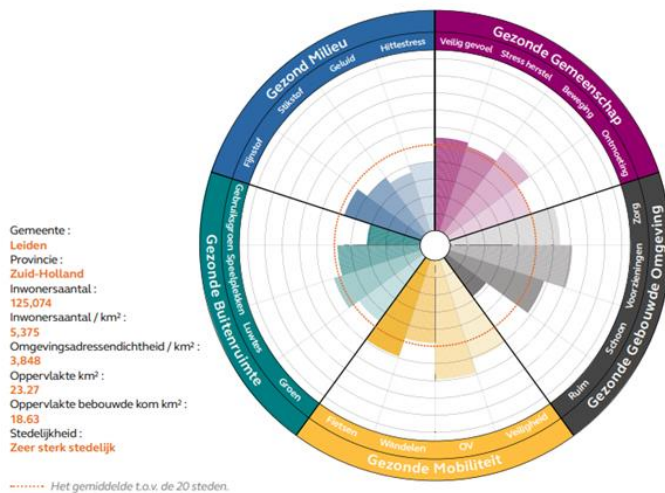 Gezond Milieu
Fijnstof
Stikstof
Geluid
Hittestress
Gezonde Gemeenschap
Veilig gevoel
Stress herstel
Beweging
Ontmoeting
Gezonde Gebouwde Omgeving
Zorg
Voorzieningen
Schoon
Ruim
Gezonde Mobiliteit
Veiligheid
OV
Wandelen
Fietsen
Gezonde Buitenruimte
Groen
Luwtes
Speelplekken
Gebruiksgroen
Gemeente :
Leiden
Provincie :
Zuid-Holland
Inwonersaantal :
125,074
Inwonersaantal / km² :
5,375
Omgevingsadressendichtheid / km² :
3,848
Oppervlakte km² :
23.27
Oppervlakte bebouwde kom km² :
18.63
Stedelijkheid :
Zeer sterk stedelijk
Het gemiddelde t.o.v. de 20 steden.